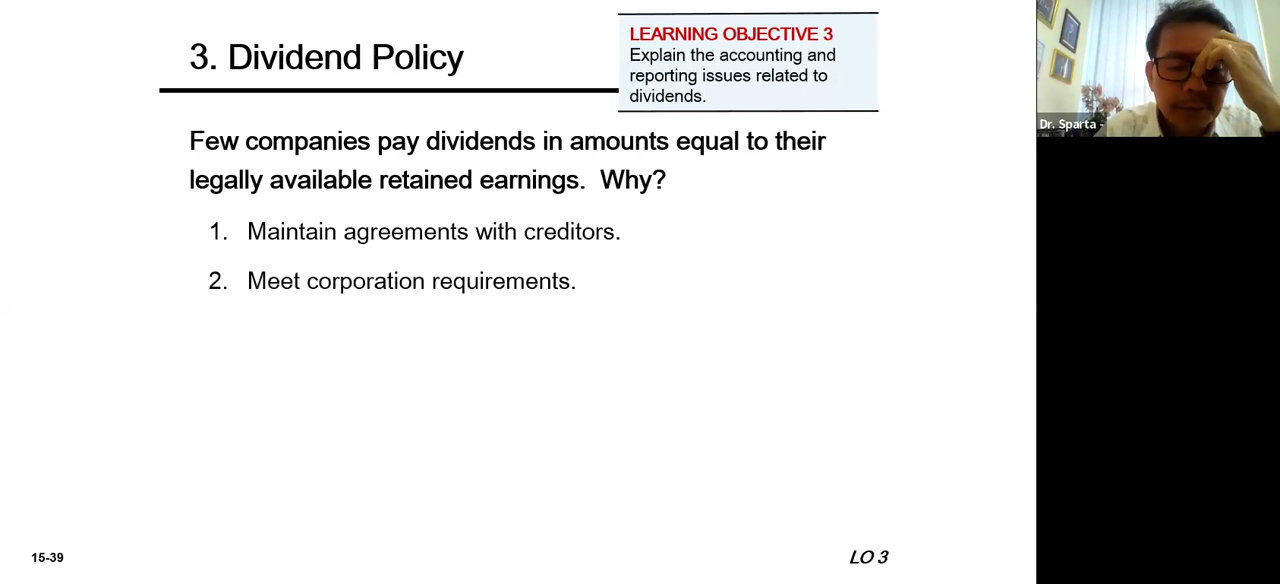 3. Dividend Policy
LEARNING OBJECTIVE 3
Explain the accounting and
reporting issues related to
dividends.
Few companies pay dividends in amounts equal to their
legally available retained earnings. Why?
1. Maintain agreements with creditors.
2. Meet corporation requirements.
15-39
LO 3
Dr. Sparta -